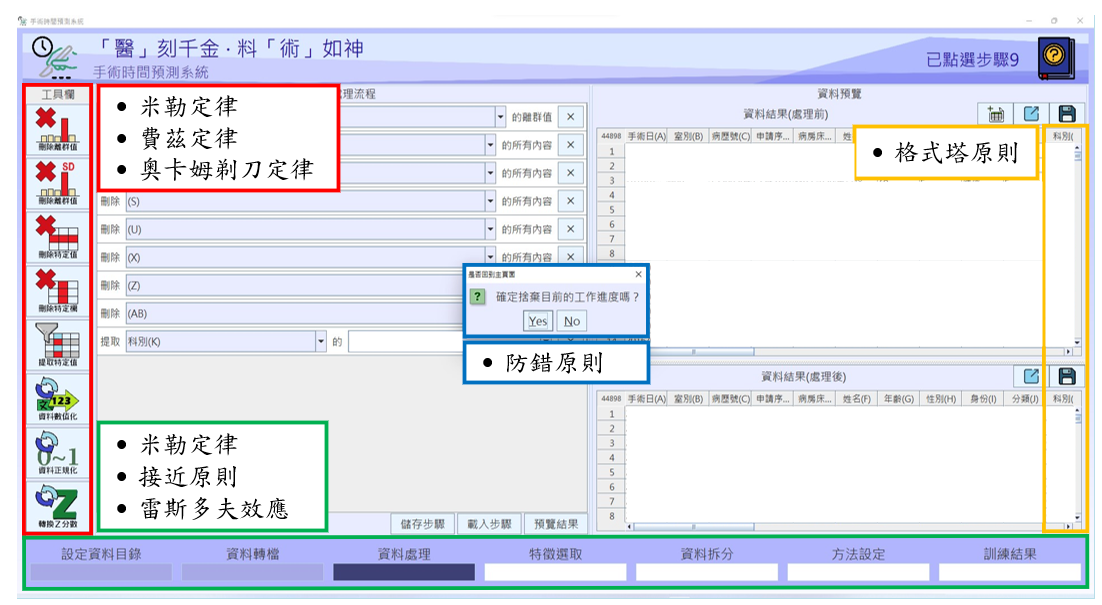 手術時間預測系統
「醫」刻千金 · 料「術」如神
手術時間預測系統
已點選步驟9
工具欄
刪除離群值
SD
刪除離群值
刪除特定值
刪除特定欄
提取特定值
123
資料數值化
0~1
資料正規化
Z
轉換Z分數
• 米勒定律
• 費茲定律
• 奧卡姆剃刀定律
理流程
的離群值 ×
的所有內容 ×
的所有內容 ×
刪除 (S) 的所有內容 ×
刪除 (U) 的所有內容 ×
刪除 (X) 的所有內容 ×
刪除 (Z)
刪除 (AB)
提取 科別(K) 的
是否回到主頁面 ×
? 確定捨棄目前的工作進度嗎？
Yes No
• 防錯原則
• 米勒定律
• 接近原則
• 雷斯多夫效應
儲存步驟 載入步驟 預覽結果
資料預覽
資料結果(處理前)
44898 手術日(A) 室別(B) 病歷號(C) 申請序... 病房床... 科別(
1
2
3
4
5
6
7
8
• 格式塔原則
資料結果(處理後)
44898 手術日(A) 室別(B) 病歷號(C) 申請序... 病房床... 姓名(F) 年齡(G) 性別(H) 身份(I) 分類(J) 科別(
1
2
3
4
5
6
7
8
設定資料目錄 資料轉檔 資料處理 特徵選取 資料拆分 方法設定 訓練結果